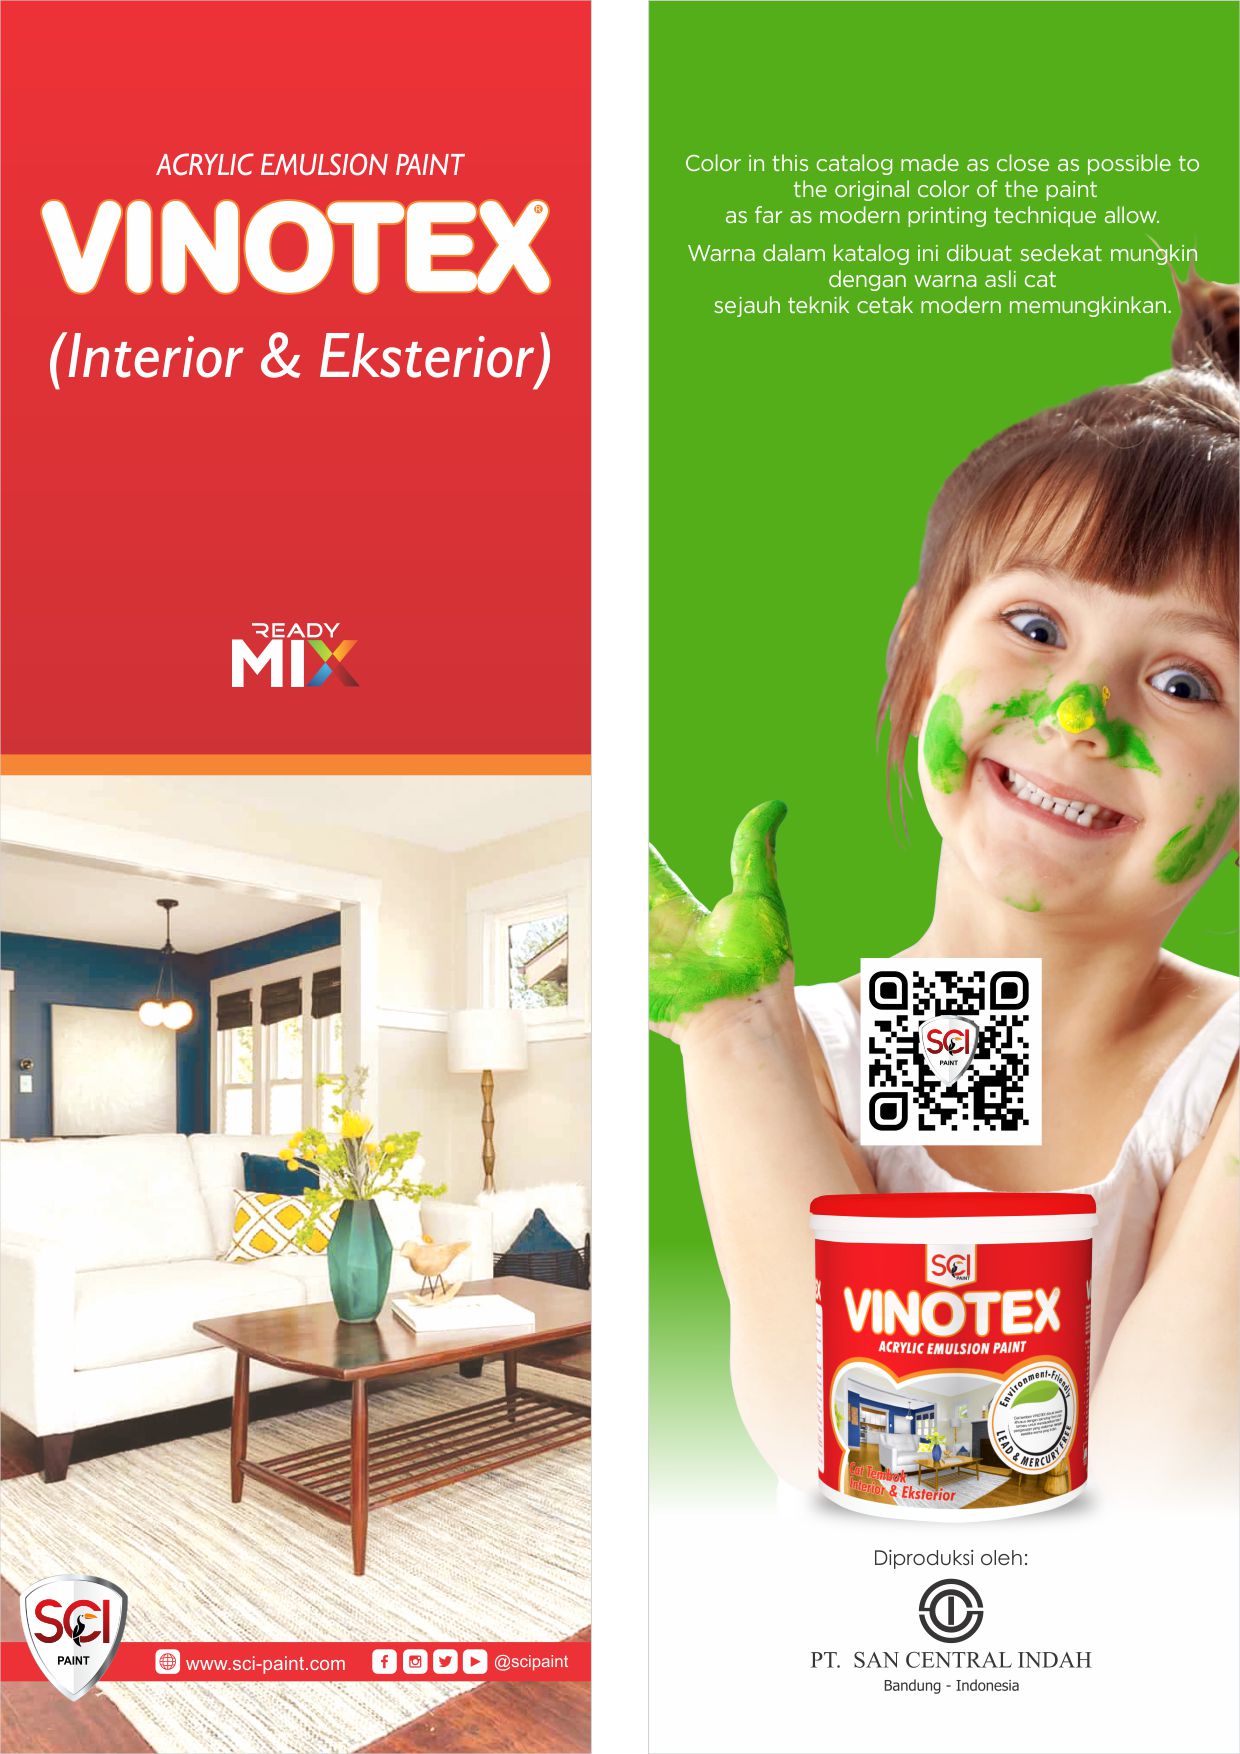 ACRYLIC EMULSION PAINT
VINOTEX®
(Interior & Eksterior)
READY
MIX
SCI
PAINT
www.sci-paint.com
@scipaint
Color in this catalog made as close as possible to
the original color of the paint
as far as modern printing technique allow.
Warna dalam katalog ini dibuat sedekat mungkin
dengan warna asli cat
sejauh teknik cetak modern memungkinkan.
SCI
PAINT
SCI
PAINT
VINOTEX
ACRYLIC EMULSION PAINT
Environment-Friendly
LEAD & MERCURY FREE
Cat Tembok
Interior & Eksterior
Diproduksi oleh:
PT. SAN CENTRAL INDAH
Bandung - Indonesia